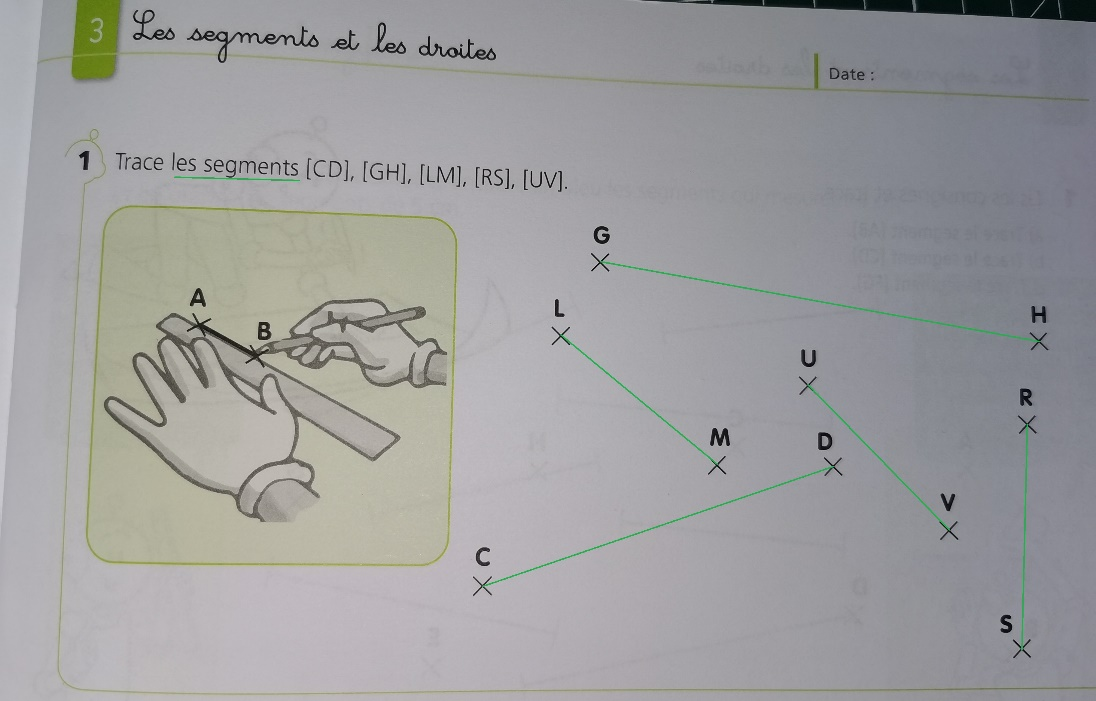 3 Les segments et les droites
Date :
1 Trace les segments [CD], [GH], [LM], [RS], [UV].
A
B
G
H
L
U
R
M
D
V
C
S